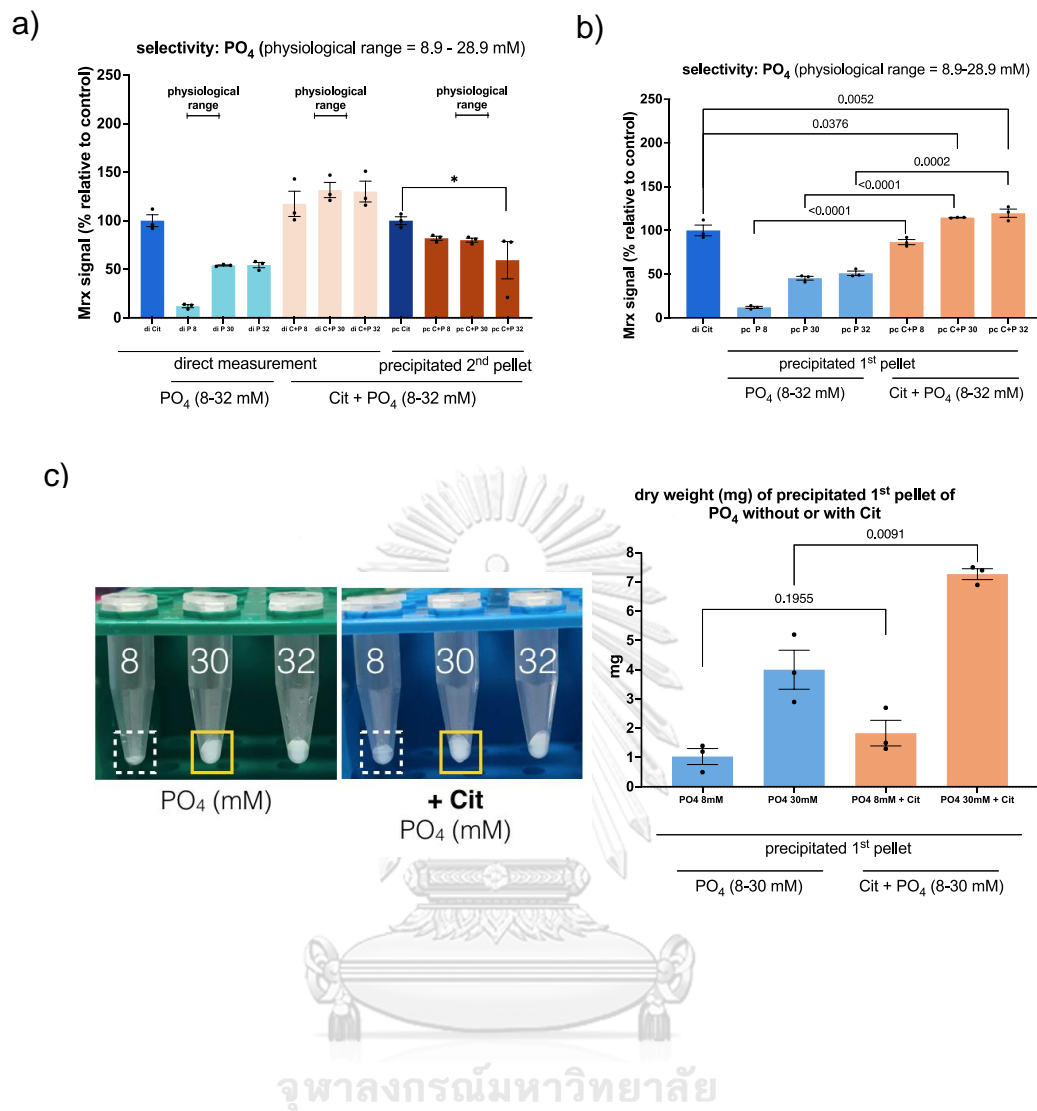 a)
selectivity: PO4 (physiological range = 8.9 - 28.9 mM)
Mrx signal (% relative to control)
250
200
150
100
50
0
physiological range
physiological range
physiological range
*
di Cit
di P 8
di P 30
di P 32
di C+P 8
di C+P 30
di C+P 32
pc Cit
pc C+P 8
pc C+P 30
pc C+P 32
direct measurement
precipitated 2nd pellet
PO4 (8-32 mM)
Cit + PO4 (8-32 mM)
b)
selectivity: PO4 (physiological range = 8.9-28.9 mM)
Mrx signal (% relative to control)
250
200
150
100
50
0
0.0052
0.0376
0.0002
<0.0001
<0.0001
di Cit
pc P 8
pc P 30
pc P 32
pc C+P 8
pc C+P 30
pc C+P 32
precipitated 1st pellet
PO4 (8-32 mM)
Cit + PO4 (8-32 mM)
c)
8 30 32
PO4 (mM)
8 30 32
+ Cit
PO4 (mM)
dry weight (mg) of precipitated 1st pellet of
PO4 without or with Cit
mg
8
7
6
5
4
3
2
1
0
0.0091
0.1955
PO4 8mM
PO4 30mM
PO4 8mM + Cit
PO4 30mM + Cit
precipitated 1st pellet
PO4 (8-30 mM)
Cit + PO4 (8-30 mM)
จุฬาลงกรณ์มหาวิทยาลัย